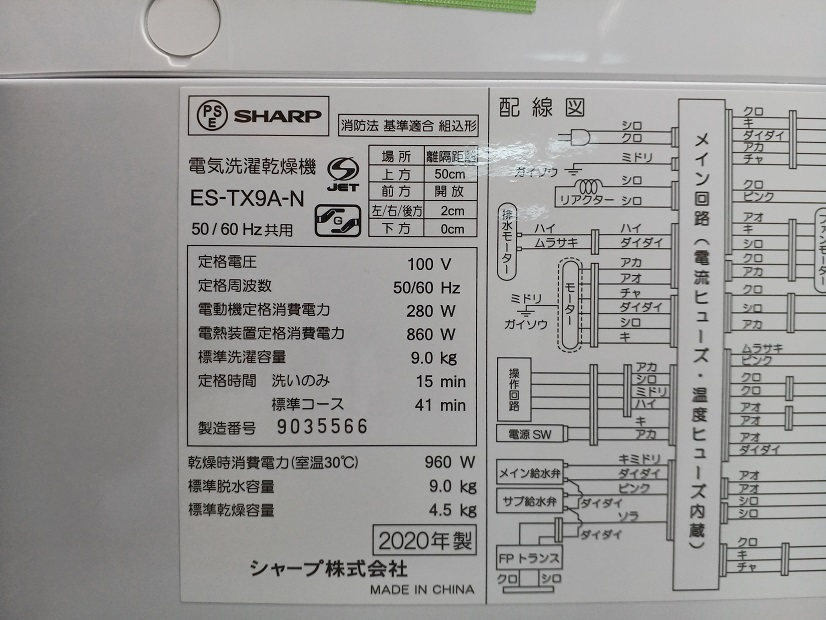 PSE SHARP
消防法 基準適合 組込形
電気洗濯乾燥機
ES-TX9A-N
50/60 Hz共用
JET
G
場所 離隔距離
上方 50cm
前方 開放
左/右/後方 2cm
下方 0cm
定格電圧 100 V
定格周波数 50/60 Hz
電動機定格消費電力 280 W
電熱装置定格消費電力 860 W
標準洗濯容量 9.0 kg
定格時間 洗いのみ 15 min
標準コース 41 min
製造番号 9035566
乾燥時消費電力(室温30℃) 960 W
標準脱水容量 9.0 kg
標準乾燥容量 4.5 kg
2020年製
シャープ株式会社
MADE IN CHINA
配線図
シロ
クロ
ミドリ
ガイソウ
シロ
リアクター シロ
排水モーター
ハイ ハイ
ムラサキ ダイダイ
モーター
アカ
アオ
チャ
ダイダイ
シロ
キ
ミドリ
ガイソウ
操作回路
アカ
シロ
ミドリ
ハイ
電源 SW
キ
アカ
メイン給水弁
キミドリ
ダイダイ
サブ給水弁
ピンク
ダイダイ
ソラ
ダイダイ
FPトランス
クロ シロ
メイン回路(電流ヒューズ・温度ヒューズ内蔵)
クロ
キ
ダイダイ
アカ
チャ
クロ
ピンク
アオ
キ
シロ
クロ
アカ
ファンモーター
クロ
シロ
アカ
ムラサキ
ピンク
クロ
クロ
アオ
アオ
アオ
ダイダイ
アオ
アオ
シロ
シロ
クロ
キ
チャ